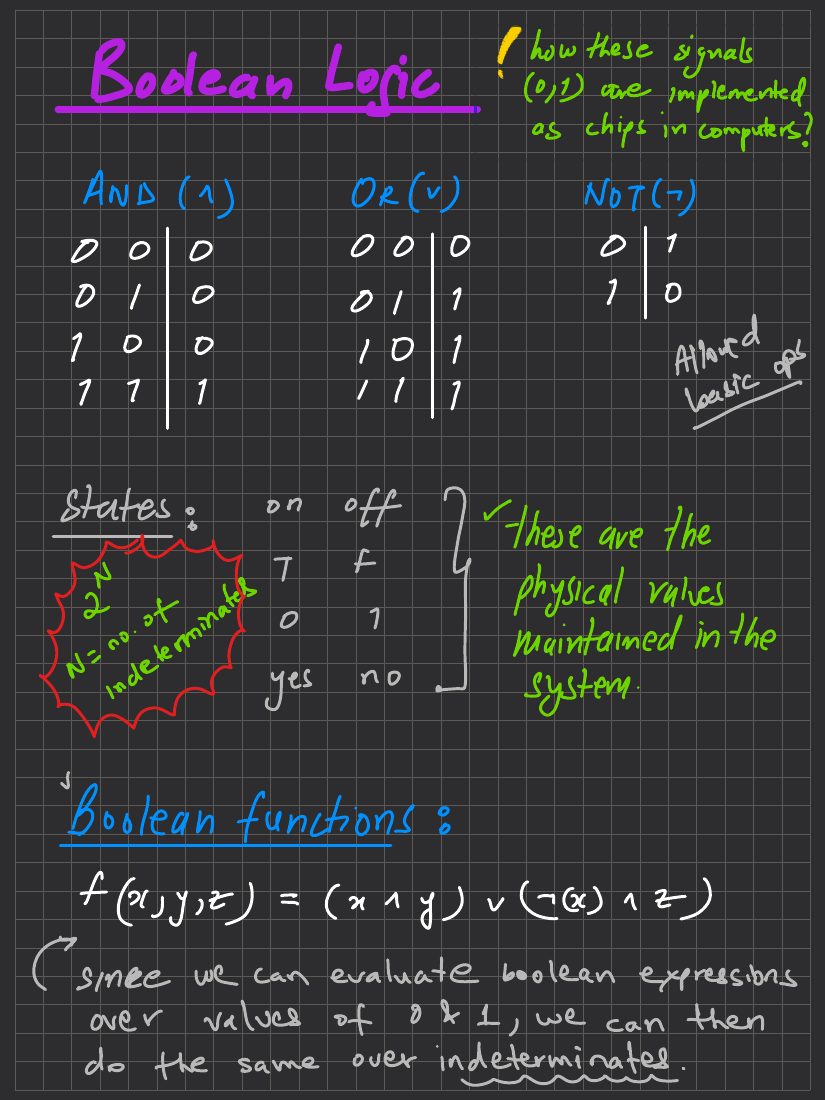 Boolean Logic
! how these signals
(0,1) are implemented
as chips in computers?
AND (∧)
0 0 | 0
0 1 | 0
1 0 | 0
1 1 | 1
OR (∨)
0 0 | 0
0 1 | 1
1 0 | 1
1 1 | 1
NOT (¬)
0 | 1
1 | 0
Allowed
basic ops
States:
on off
T F
0 1
yes no
2^N
N = no. of
indeterminates
✓ These are the
physical values
maintained in the
system.
Boolean functions:
f(x,y,z) = (x ∧ y) ∨ (¬(x) ∧ z)
since we can evaluate boolean expressions
over values of 0 & 1, we can then
do the same over indeterminates.